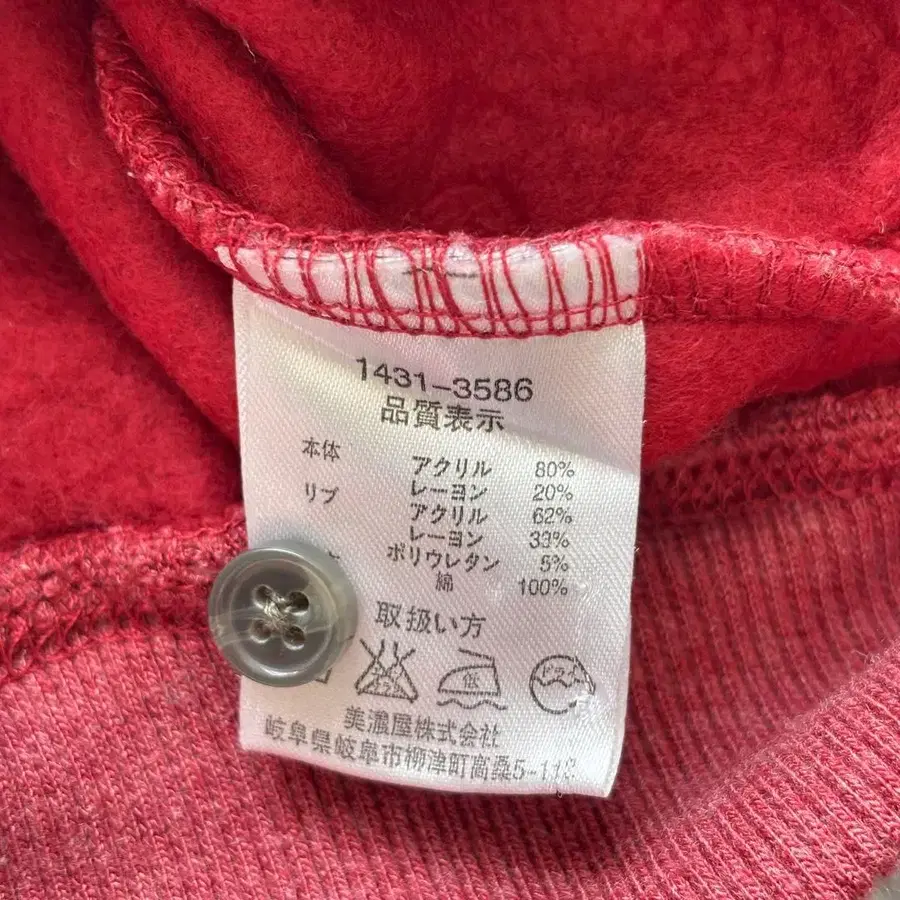 1431-3586
品質表示
本体 アクリル 80%
レーヨン 20%
リブ アクリル 62%
レーヨン 33%
ポリウレタン 5%
綿 100%
取扱い方
低
美濃屋株式会社
岐阜県岐阜市柳津町高桑5-112